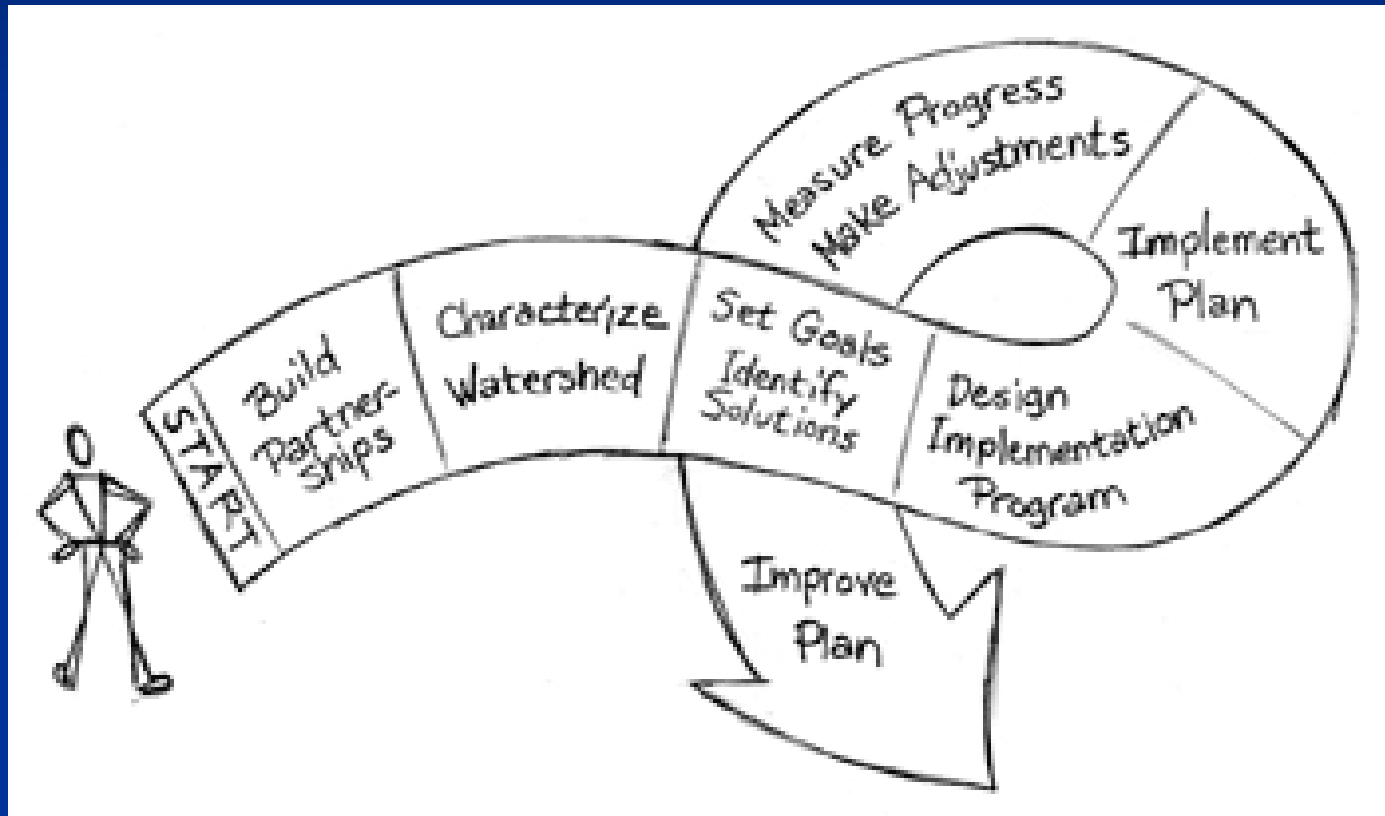 START
Build
Partner-
ships
Characterize
Watershed
Set Goals
Identify
Solutions
Design
Implementation
Program
Implement
Plan
Measure Progress
Make Adjustments
Improve
Plan